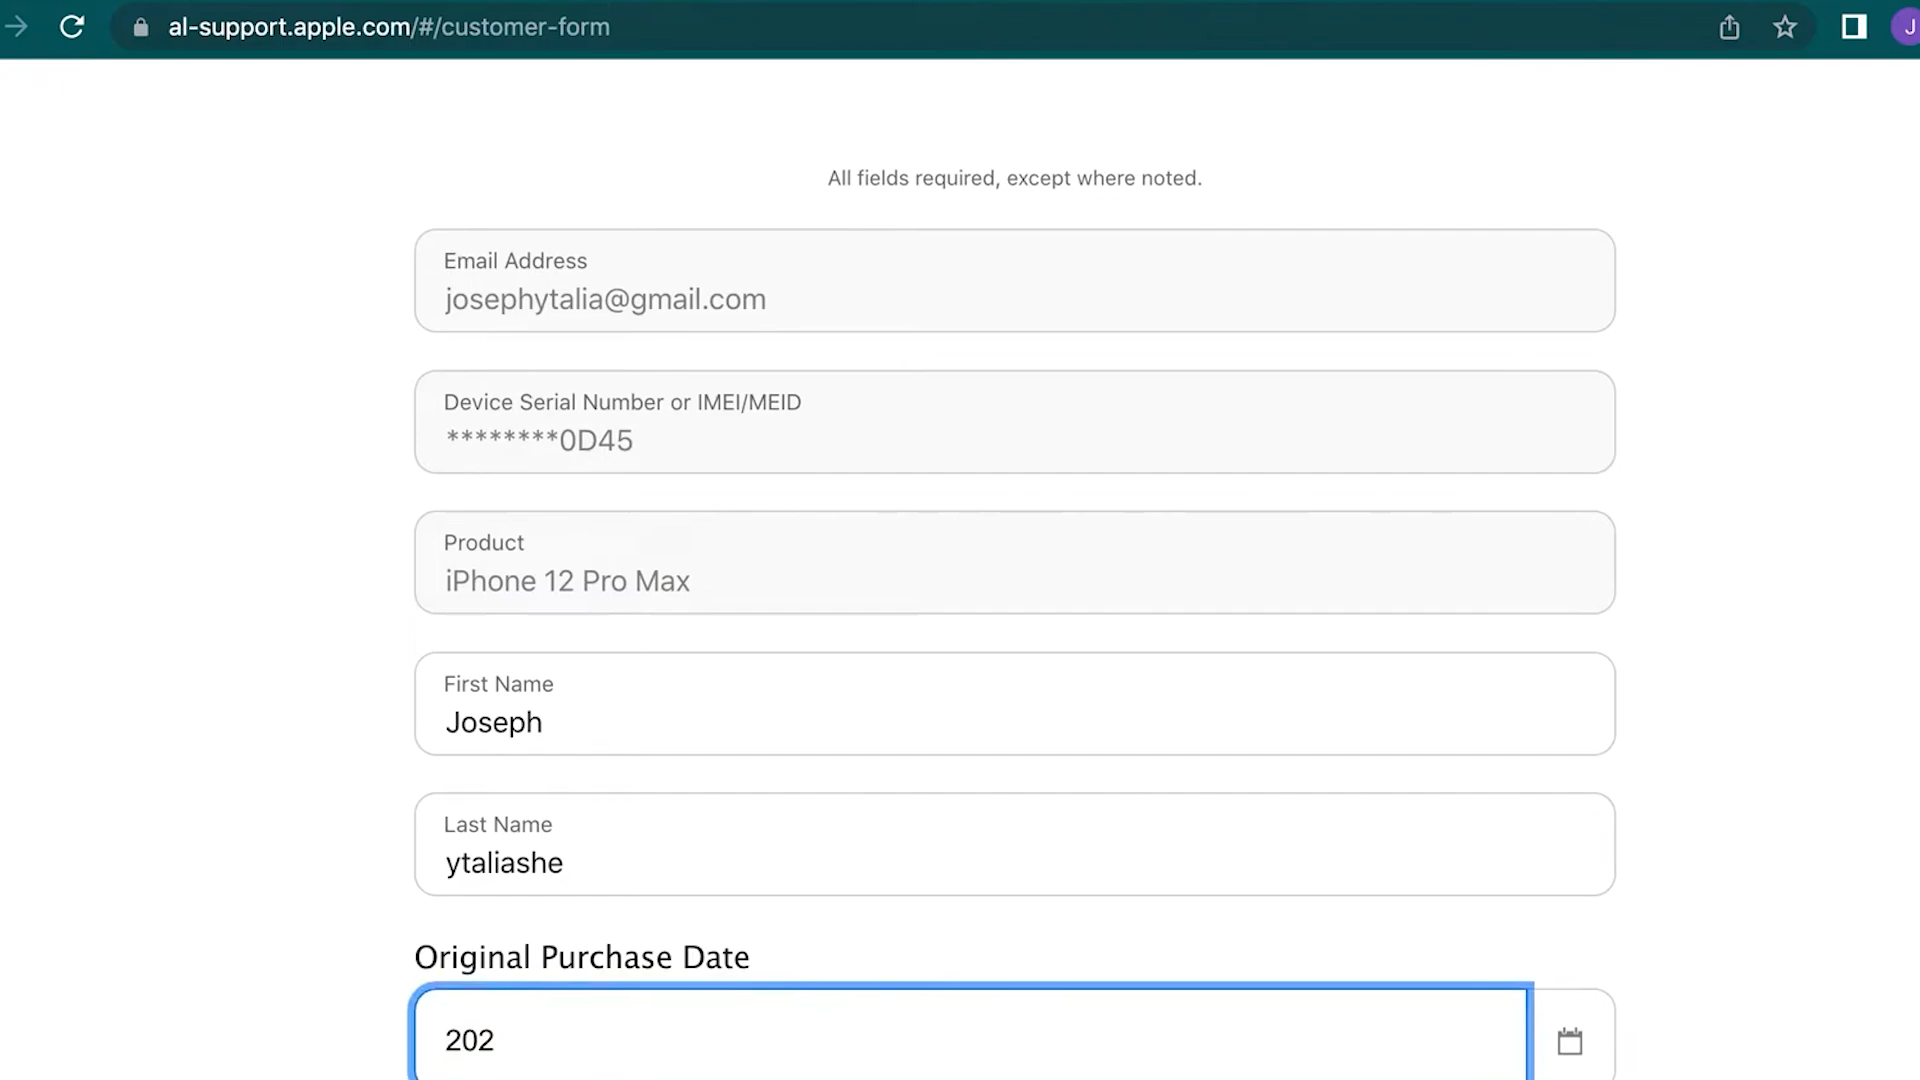 al-support.apple.com/#/customer-form
J
All fields required, except where noted.
Email Address
josephytalia@gmail.com
Device Serial Number or IMEI/MEID
********0D45
Product
iPhone 12 Pro Max
First Name
Joseph
Last Name
ytaliashe
Original Purchase Date
202